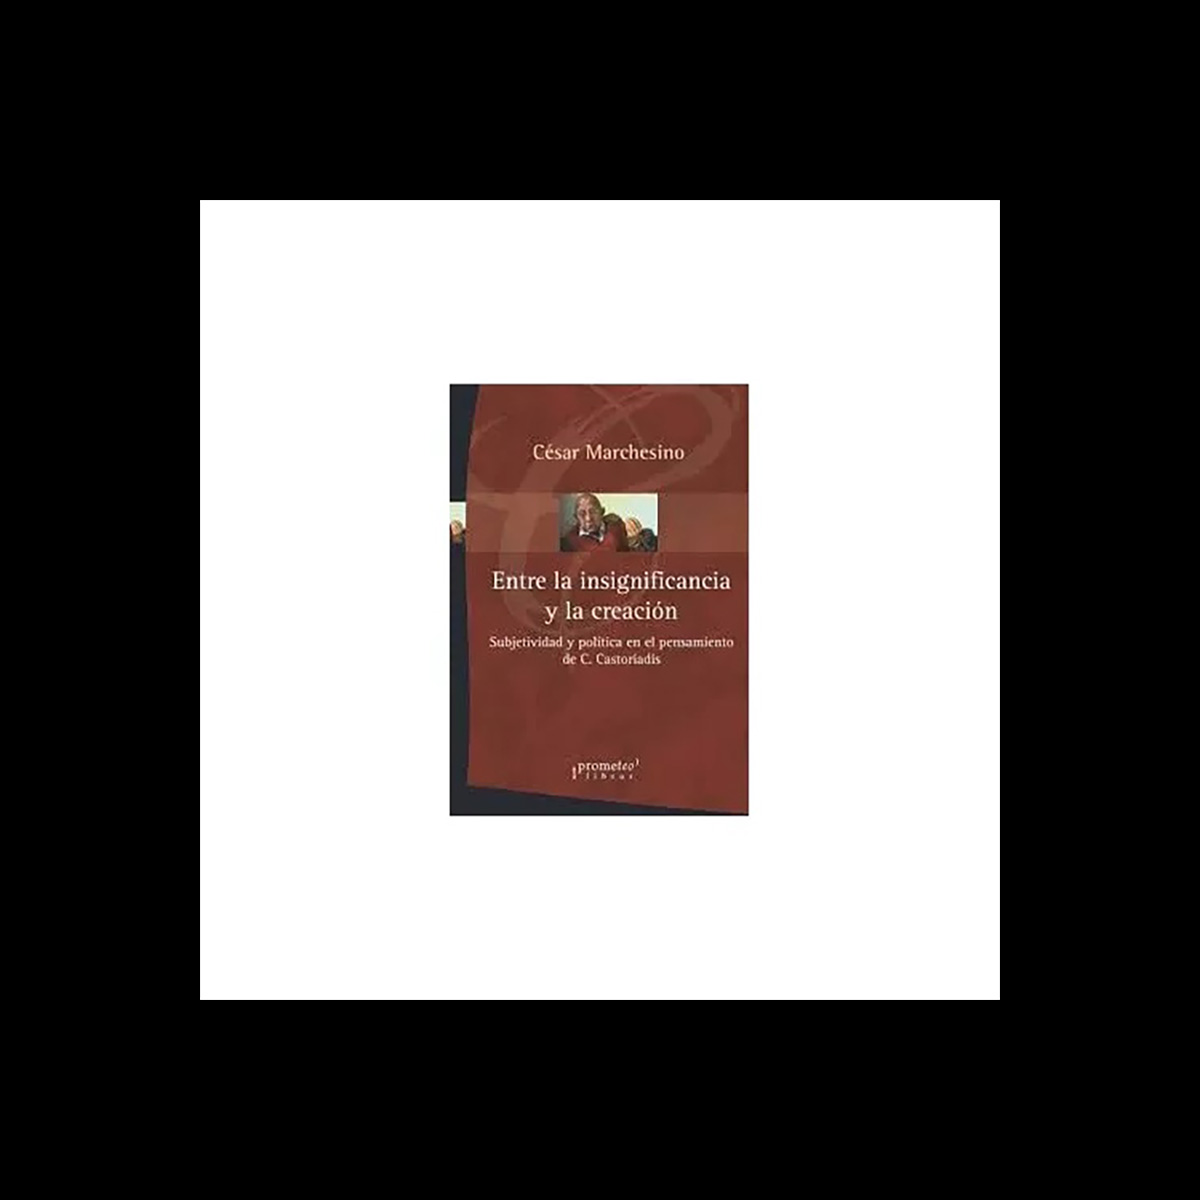 César Marchesino
Entre la insignificancia
y la creación
Subjetividad y política en el pensamiento
de C. Castoriadis
prometeo
libros